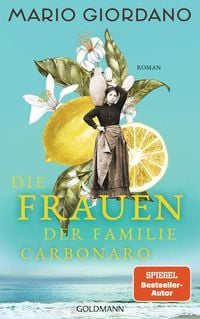 MARIO GIORDANO
ROMAN
DIE
FRAUEN
DER FAMILIE
CARBONARO
SPIEGEL
Bestseller-
Autor
GOLDMANN